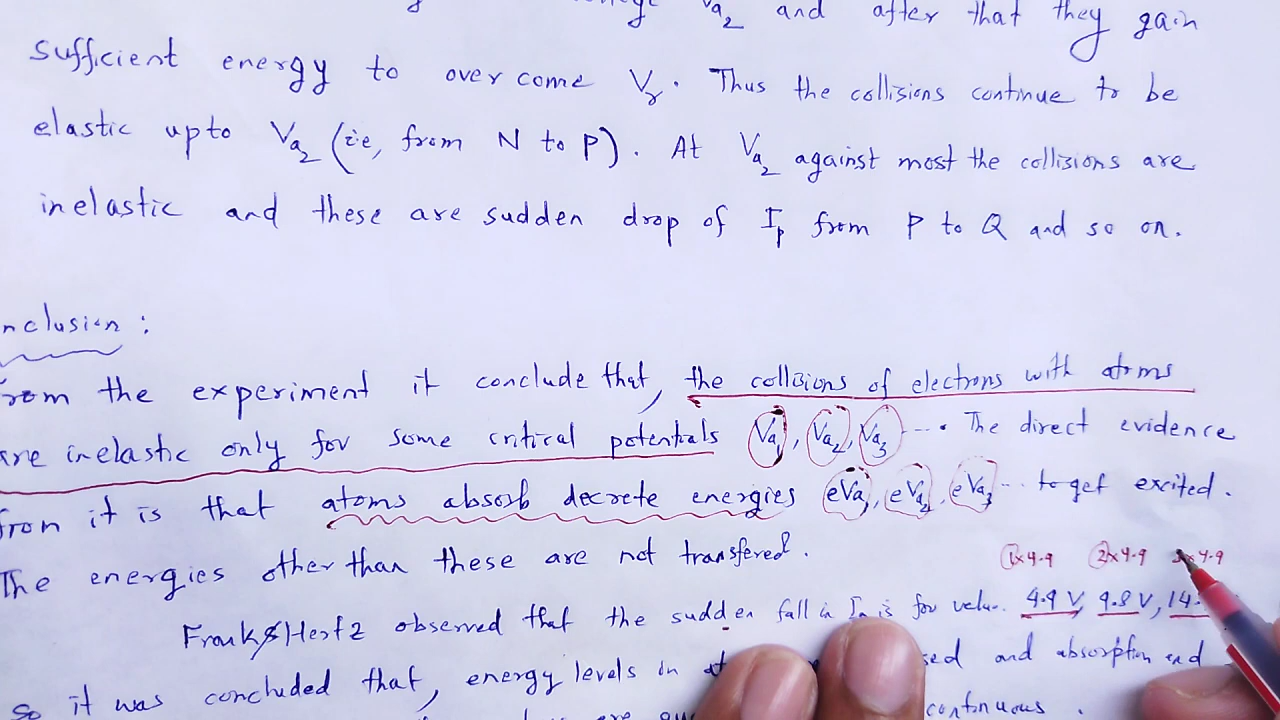 Va2 and after that they gain
sufficient energy to over come Vr. Thus the collisions continue to be
elastic upto Va2 (i.e, from N to P). At Va2 against most the collisions are
inelastic and these are sudden drop of Ip from P to Q and so on.
nclusion :
rom the experiment it conclude that, the collisions of electrons with atoms
are inelastic only for some critical potentials Va1, Va2, Va3 ---. The direct evidence
from it is that atoms absorb decrete energies eVa1, eVa2, eVa3 --- to get excited.
The energies other than these are not transfered.
1x4.9 2x4.9 3x4.9
Frank & Hertz observed that the sudden fall in is for 4.9 V, 9.8 V, 14.
So it was concluded that, energy levels in and absorption and
are continuous.